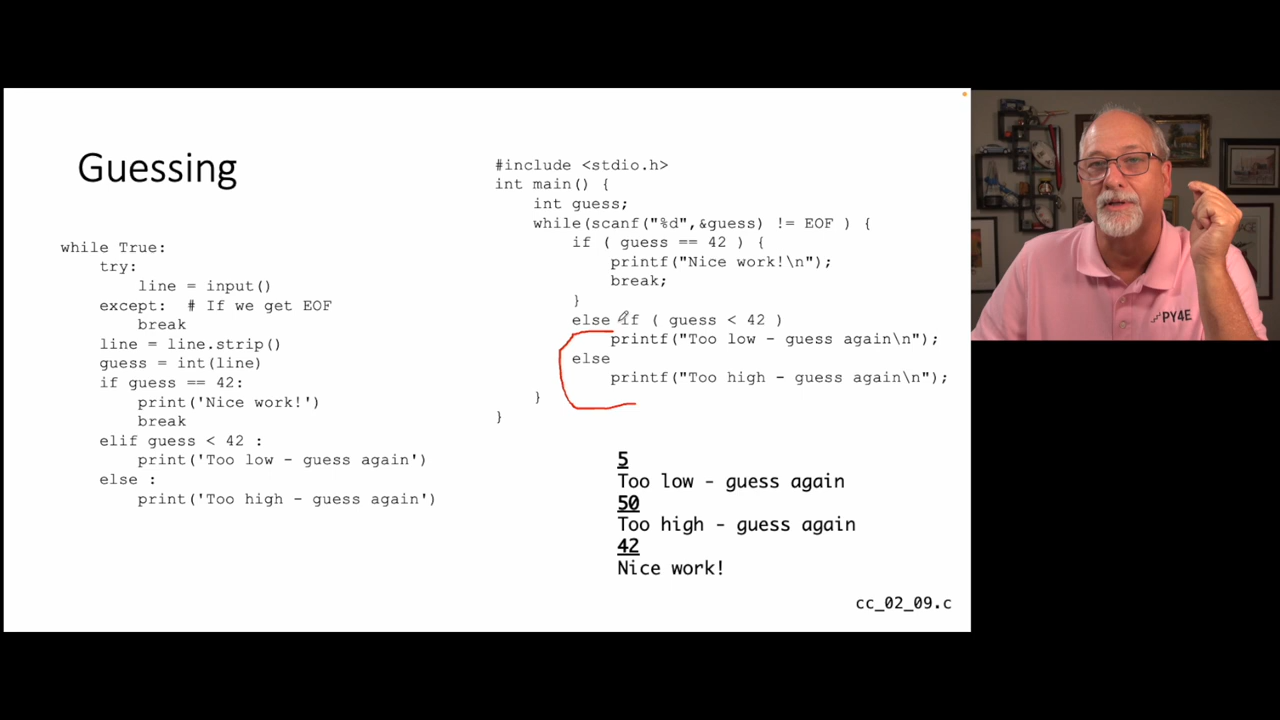 Guessing
while True:
    try:
        line = input()
    except:  # If we get EOF
        break
    line = line.strip()
    guess = int(line)
    if guess == 42:
        print('Nice work!')
        break
    elif guess < 42 :
        print('Too low - guess again')
    else :
        print('Too high - guess again')
#include <stdio.h>
int main() {
    int guess;
    while(scanf("%d",&guess) != EOF ) {
        if ( guess == 42 ) {
            printf("Nice work!\n");
            break;
        }
        else if ( guess < 42 )
            printf("Too low - guess again\n");
        else
            printf("Too high - guess again\n");
    }
}
5
Too low - guess again
50
Too high - guess again
42
Nice work!
cc_02_09.c
PY4E